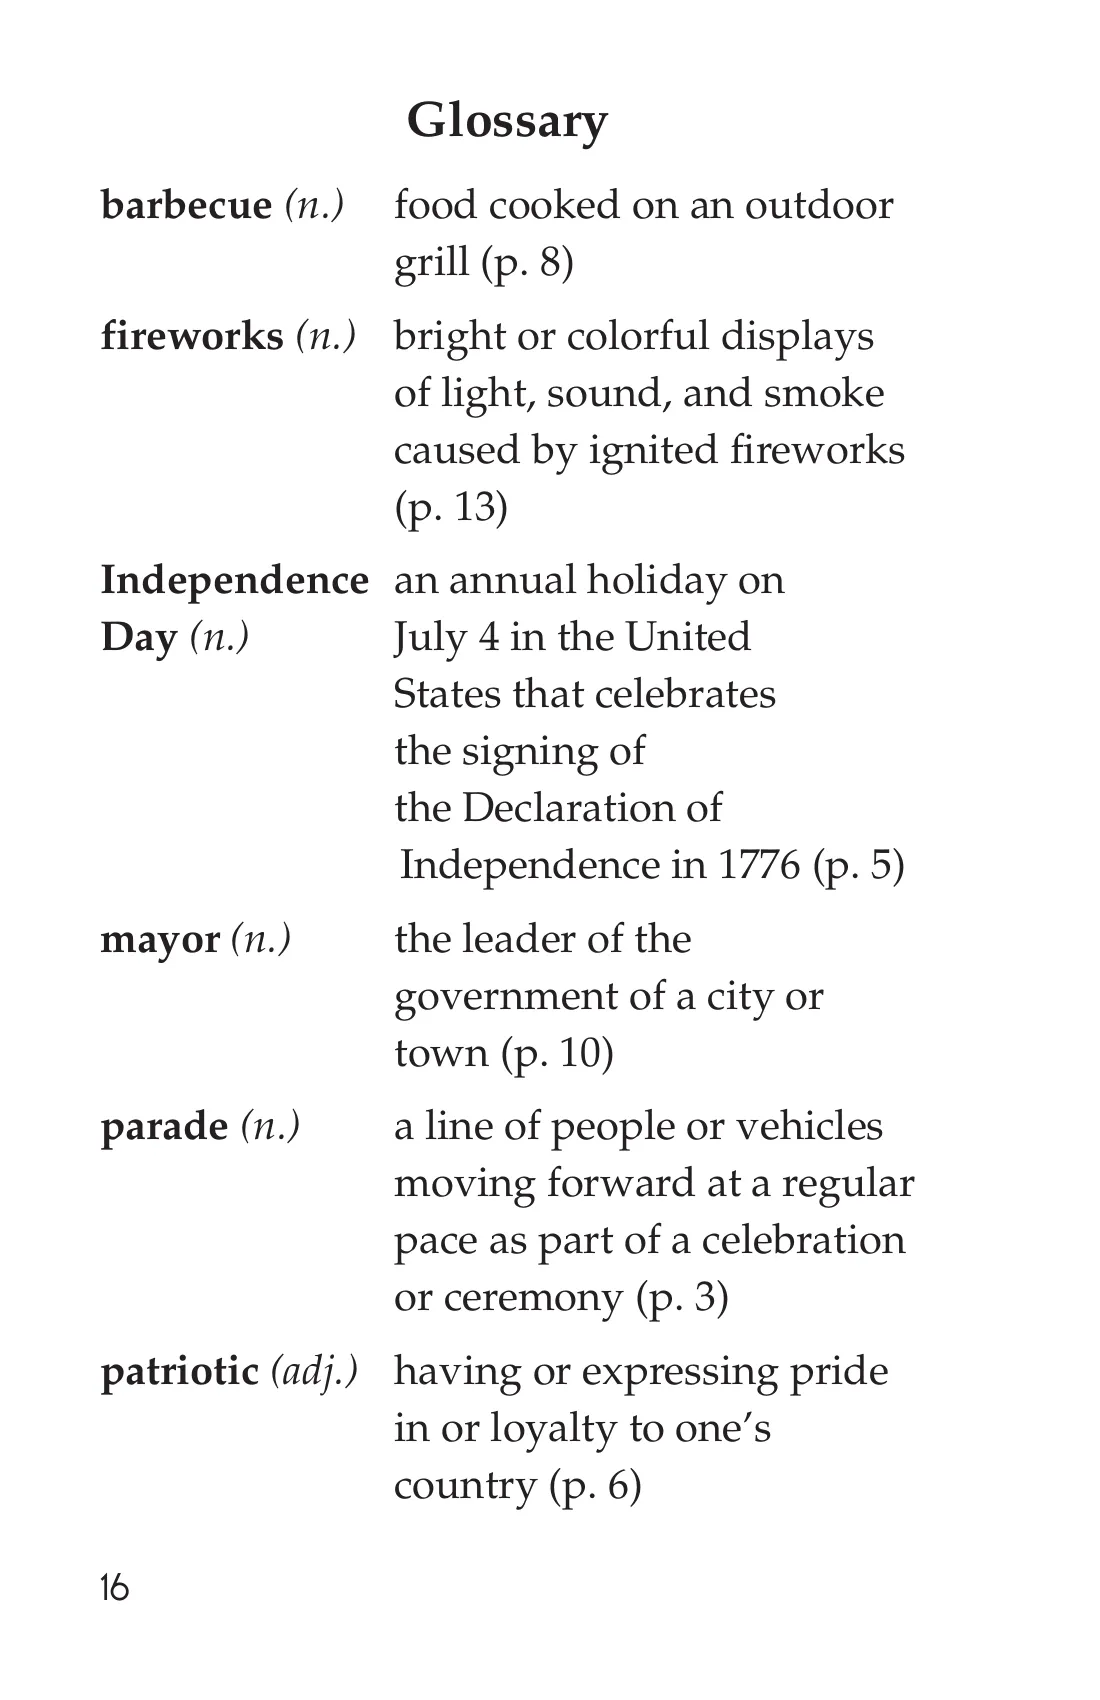 Glossary
barbecue (n.) food cooked on an outdoor
grill (p. 8)
fireworks (n.) bright or colorful displays
of light, sound, and smoke
caused by ignited fireworks
(p. 13)
Independence an annual holiday on
Day (n.) July 4 in the United
States that celebrates
the signing of
the Declaration of
Independence in 1776 (p. 5)
mayor (n.) the leader of the
government of a city or
town (p. 10)
parade (n.) a line of people or vehicles
moving forward at a regular
pace as part of a celebration
or ceremony (p. 3)
patriotic (adj.) having or expressing pride
in or loyalty to one’s
country (p. 6)
16